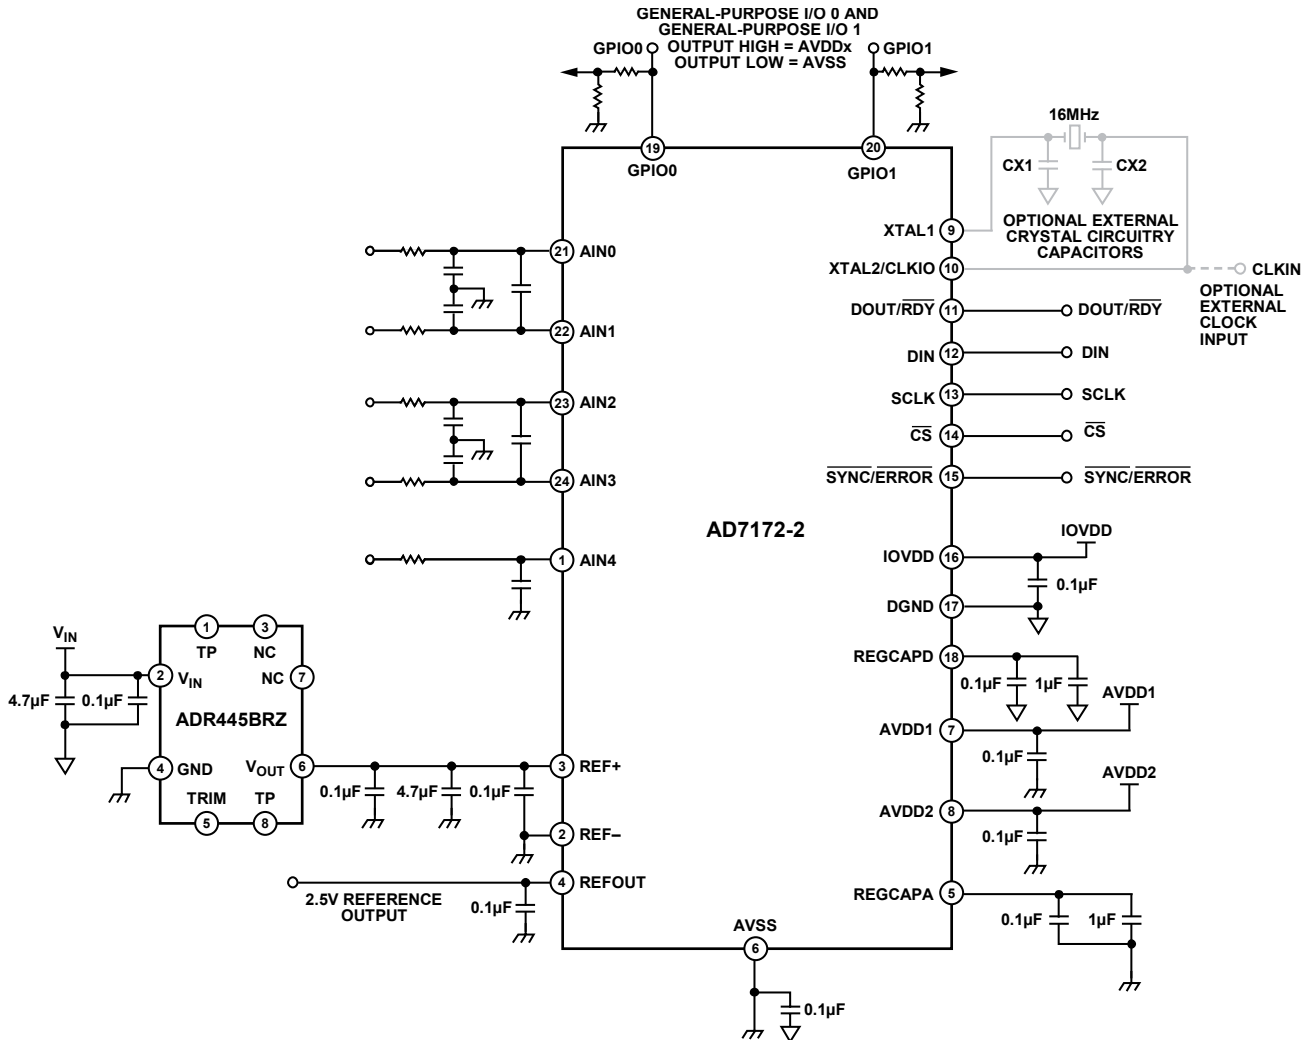 GENERAL-PURPOSE I/O 0 AND
GENERAL-PURPOSE I/O 1
OUTPUT HIGH = AVDDx
OUTPUT LOW = AVSS
GPIO0
GPIO1
19
GPIO0
20
GPIO1
16MHz
CX1
CX2
OPTIONAL EXTERNAL
CRYSTAL CIRCUITRY
CAPACITORS
XTAL1
9
XTAL2/CLKIO
10
CLKIN
OPTIONAL
EXTERNAL
CLOCK
INPUT
21
AIN0
22
AIN1
23
AIN2
24
AIN3
1
AIN4
DOUT/RDY
11
DOUT/RDY
DIN
12
DIN
SCLK
13
SCLK
CS
14
CS
SYNC/ERROR
15
SYNC/ERROR
AD7172-2
IOVDD
16
IOVDD
0.1µF
DGND
17
REGCAPD
18
0.1µF
1µF
AVDD1
7
AVDD1
0.1µF
AVDD2
8
AVDD2
0.1µF
REGCAPA
5
0.1µF
1µF
VIN
4.7µF
0.1µF
1
TP
3
NC
2
VIN
NC
7
ADR445BRZ
4
GND
VOUT
6
TRIM
5
TP
8
0.1µF
4.7µF
0.1µF
3
REF+
2
REF–
4
REFOUT
2.5V REFERENCE
OUTPUT
0.1µF
AVSS
6
0.1µF